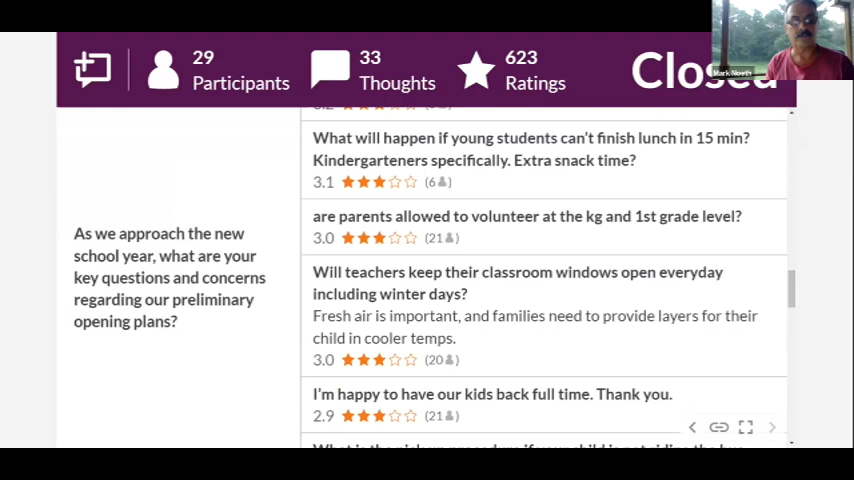 29
Participants
33
Thoughts
623
Ratings
Closed
Mark Noeth
As we approach the new
school year, what are your
key questions and concerns
regarding our preliminary
opening plans?
What will happen if young students can't finish lunch in 15 min?
Kindergarteners specifically. Extra snack time?
3.1 (6)
are parents allowed to volunteer at the kg and 1st grade level?
3.0 (21)
Will teachers keep their classroom windows open everyday
including winter days?
Fresh air is important, and families need to provide layers for their
child in cooler temps.
3.0 (20)
I'm happy to have our kids back full time. Thank you.
2.9 (21)